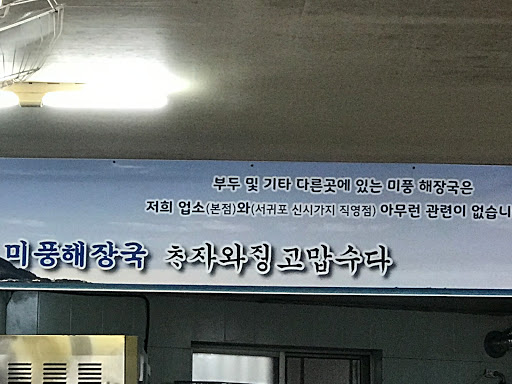 부두 및 기타 다른곳에 있는 미풍 해장국은
저희 업소(본점)와(서귀포 신시가지 직영점) 아무런 관련이 없습니
미풍해장국 ᄎᆞ자와정 고맙수다